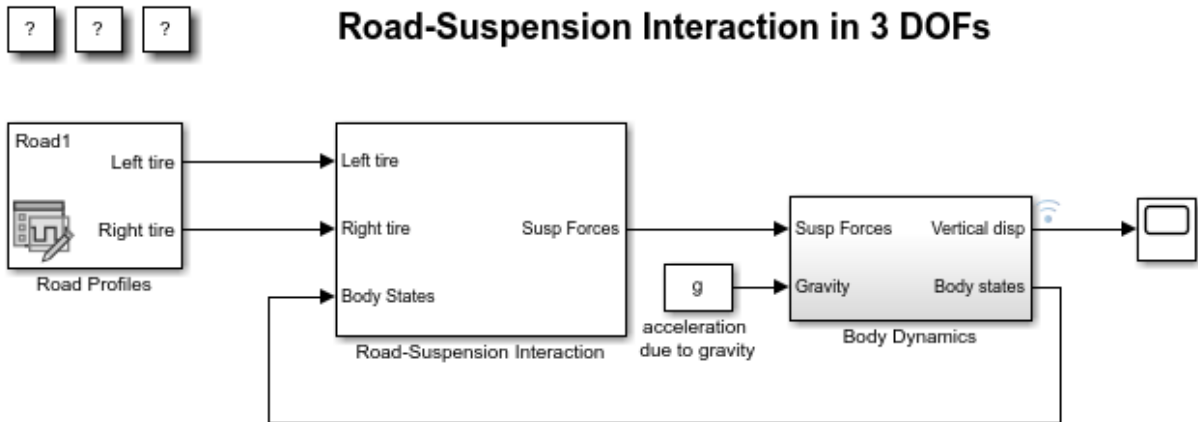 ? ? ?
Road-Suspension Interaction in 3 DOFs
Road1
Left tire
Right tire
Road Profiles
Left tire
Right tire
Susp Forces
Body States
Road-Suspension Interaction
g
acceleration
due to gravity
Susp Forces
Vertical disp
Gravity
Body states
Body Dynamics